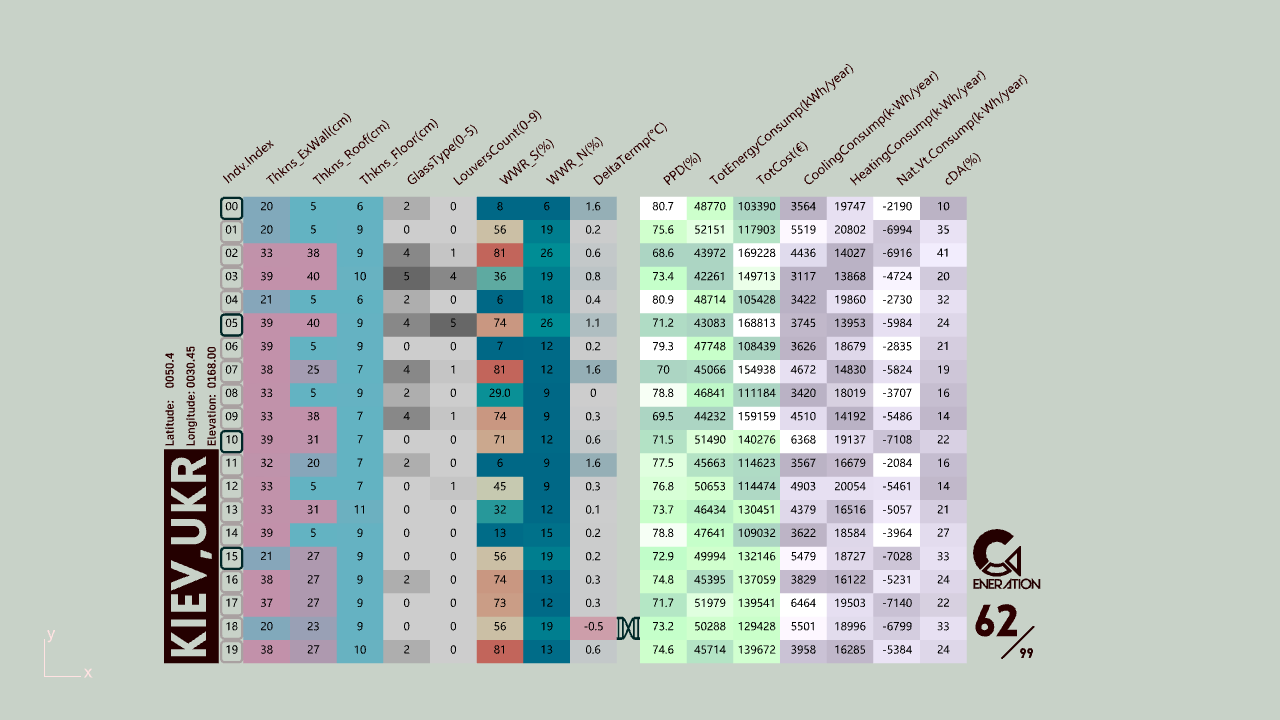 Indv.Index Thkns_ExWall(cm) Thkns_Roof(cm) Thkns_Floor(cm) GlassType(0-5) LouversCount(0-9) WWR_S(%) WWR_N(%) DeltaTermp(°C) PPD(%) TotEnergyConsump(kWh/year) TotCost(€) CoolingConsump(k·Wh/year) HeatingConsump(k·Wh/year) Nat.Vt.Consump(k·Wh/year) cDA(%)
00 20 5 6 2 0 8 6 1.6 80.7 48770 103390 3564 19747 -2190 10
01 20 5 9 0 0 56 19 0.2 75.6 52151 117903 5519 20802 -6994 35
02 33 38 9 4 1 81 26 0.6 68.6 43972 169228 4436 14027 -6916 41
03 39 40 10 5 4 36 19 0.8 73.4 42261 149713 3117 13868 -4724 20
04 21 5 6 2 0 6 18 0.4 80.9 48714 105428 3422 19860 -2730 32
05 39 40 9 4 5 74 26 1.1 71.2 43083 168813 3745 13953 -5984 24
06 39 5 9 0 0 7 12 0.2 79.3 47748 108439 3626 18679 -2835 21
07 38 25 7 4 1 81 12 1.6 70 45066 154938 4672 14830 -5824 19
08 33 5 9 2 0 29.0 9 0 78.8 46841 111184 3420 18019 -3707 16
09 33 38 7 4 1 74 9 0.3 69.5 44232 159159 4510 14192 -5486 14
10 39 31 7 0 0 71 12 0.6 71.5 51490 140276 6368 19137 -7108 22
11 32 20 7 2 0 6 9 1.6 77.5 45663 114623 3567 16679 -2084 16
12 33 5 7 0 1 45 9 0.3 76.8 50653 114474 4903 20054 -5461 14
13 33 31 11 0 0 32 12 0.1 73.7 46434 130451 4379 16516 -5057 21
14 39 5 9 0 0 13 15 0.2 78.8 47641 109032 3622 18584 -3964 27
15 21 27 9 0 0 56 19 0.2 72.9 49994 132146 5479 18727 -7028 33
16 38 27 9 2 0 74 13 0.3 74.8 45395 137059 3829 16122 -5231 24
17 37 27 9 0 0 73 12 0.3 71.7 51979 139541 6464 19503 -7140 22
18 20 23 9 0 0 56 19 -0.5 73.2 50288 129428 5501 18996 -6799 33
19 38 27 10 2 0 81 13 0.6 74.6 45714 139672 3958 16285 -5384 24
Latitude: 0050.4
Longitude: 0030.45
Elevation: 0168.00
KIEV,UKR
GENERATION
62/99
y
x